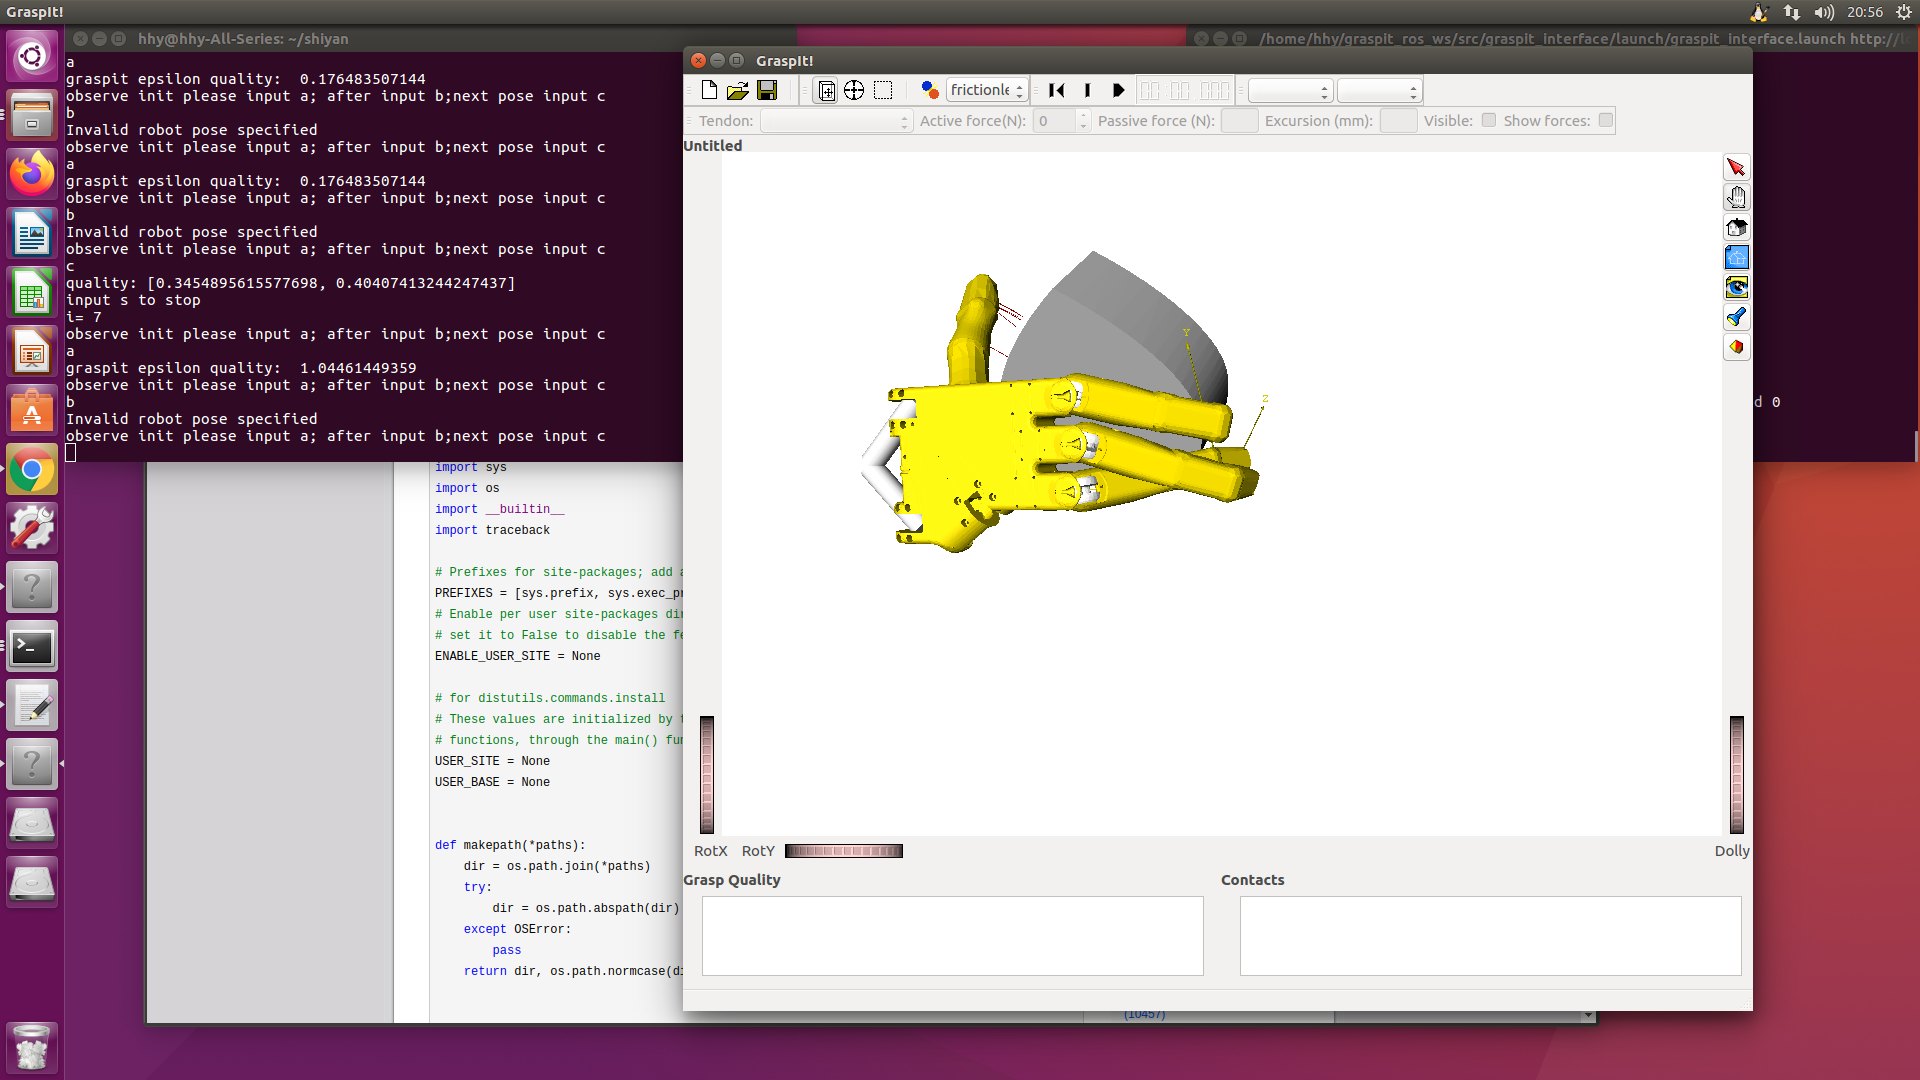 GraspIt!
20:56
hhy@hhy-All-Series: ~/shiyan
a
graspit epsilon quality:  0.176483507144
observe init please input a; after input b;next pose input c
b
Invalid robot pose specified
observe init please input a; after input b;next pose input c
a
graspit epsilon quality:  0.176483507144
observe init please input a; after input b;next pose input c
b
Invalid robot pose specified
observe init please input a; after input b;next pose input c
c
quality: [0.3454895615577698, 0.40407413244247437]
input s to stop
i= 7
observe init please input a; after input b;next pose input c
a
graspit epsilon quality:  1.04461449359
observe init please input a; after input b;next pose input c
b
Invalid robot pose specified
observe init please input a; after input b;next pose input c
import sys
import os
import __builtin__
import traceback
# Prefixes for site-packages; add a
PREFIXES = [sys.prefix, sys.exec_pr
# Enable per user site-packages dir
# set it to False to disable the fe
ENABLE_USER_SITE = None
# for distutils.commands.install
# These values are initialized by t
# functions, through the main() fun
USER_SITE = None
USER_BASE = None
def makepath(*paths):
dir = os.path.join(*paths)
try:
dir = os.path.abspath(dir)
except OSError:
pass
return dir, os.path.normcase(di
/home/hhy/graspit_ros_ws/src/graspit_interface/launch/graspit_interface.launch http://l
d 0
GraspIt!
frictionle
Tendon:
Active force(N): 0
Passive force (N):
Excursion (mm):
Visible:
Show forces:
Untitled
Y
Z
RotX RotY
Dolly
Grasp Quality
Contacts
(10457)